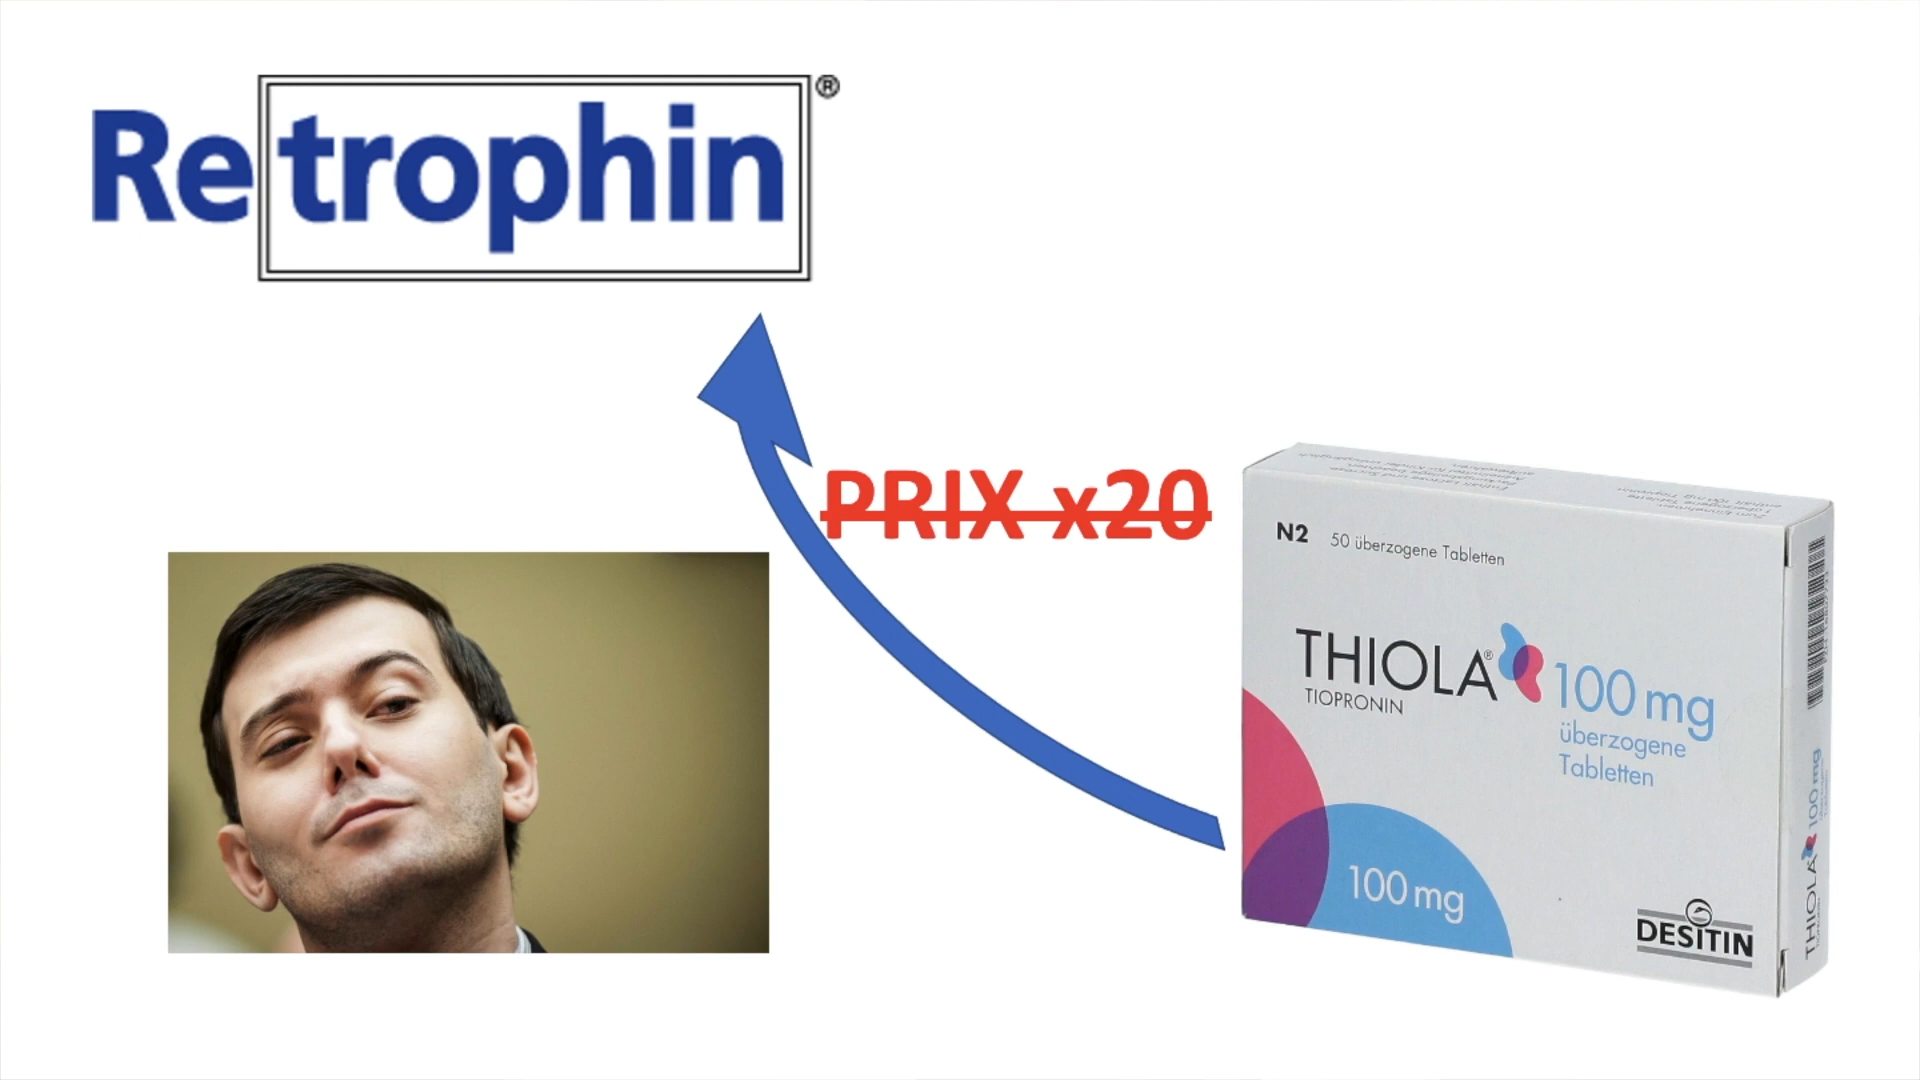 Retrophin®
PRIX x20
N2 50 überzogene Tabletten
THIOLA® 100 mg
TIOPRONIN
überzogene
Tabletten
100 mg
DESITIN
THIOLA 100 mg